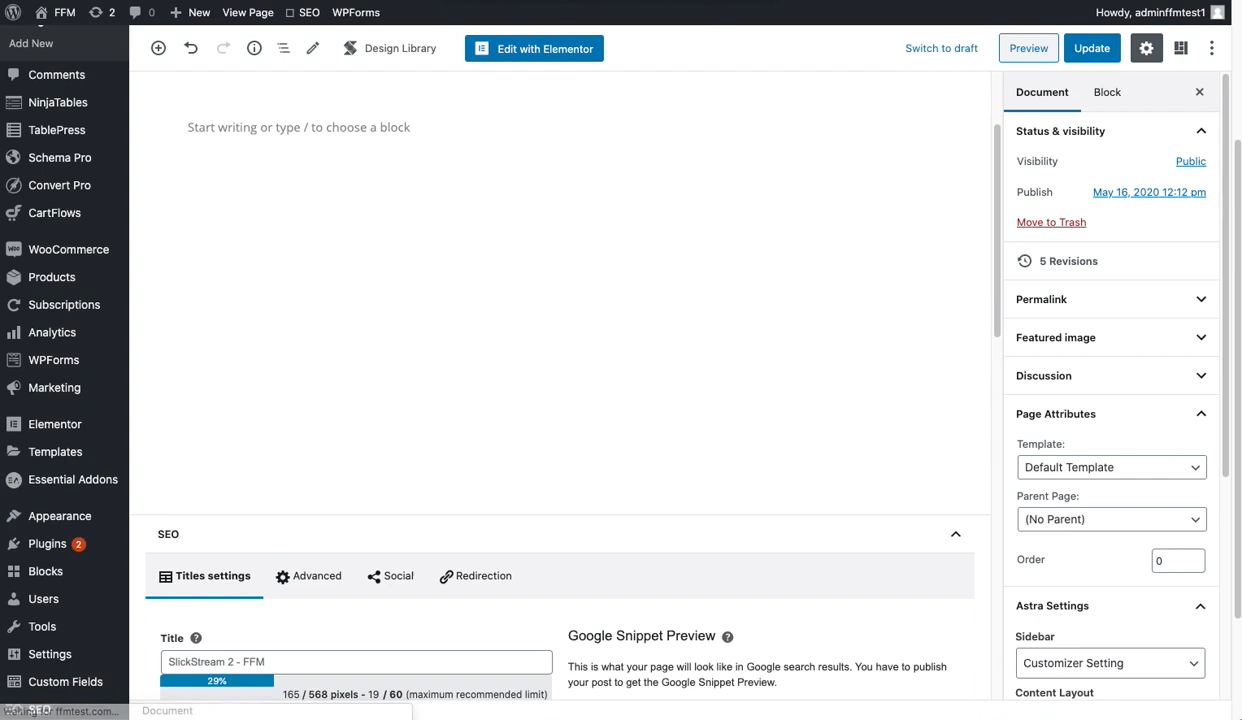 FFM 2 0 New View Page SEO WPForms Howdy, adminffmtest1
Add New
Comments
NinjaTables
TablePress
Schema Pro
Convert Pro
CartFlows
WooCommerce
Products
Subscriptions
Analytics
WPForms
Marketing
Elementor
Templates
Essential Addons
Appearance
Plugins 2
Blocks
Users
Tools
Settings
Custom Fields
SEO
Waiting for ffmtest.com...
Design Library Edit with Elementor Switch to draft Preview Update
Start writing or type / to choose a block
SEO
Titles settings Advanced Social Redirection
Title
SlickStream 2 - FFM
29%
165 / 568 pixels - 19 / 60 (maximum recommended limit)
Google Snippet Preview
This is what your page will look like in Google search results. You have to publish
your post to get the Google Snippet Preview.
Document
Document Block
Status & visibility
Visibility Public
Publish May 16, 2020 12:12 pm
Move to Trash
5 Revisions
Permalink
Featured image
Discussion
Page Attributes
Template:
Default Template
Parent Page:
(No Parent)
Order 0
Astra Settings
Sidebar
Customizer Setting
Content Layout